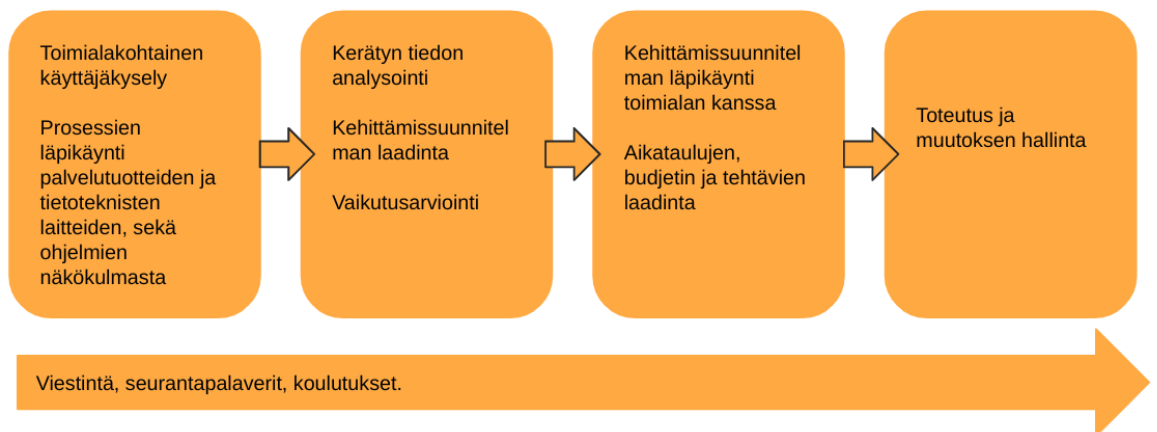 Toimialakohtainen
käyttäjäkysely
Prosessien
läpikäynti
palvelutuotteiden ja
tietoteknisten
laitteiden, sekä
ohjelmien
näkökulmasta
Kerätyn tiedon
analysointi
Kehittämissuunnitel
man laadinta
Vaikutusarviointi
Kehittämissuunnitel
man läpikäynti
toimialan kanssa
Aikataulujen,
budjetin ja tehtävien
laadinta
Toteutus ja
muutoksen hallinta
Viestintä, seurantapalaverit, koulutukset.